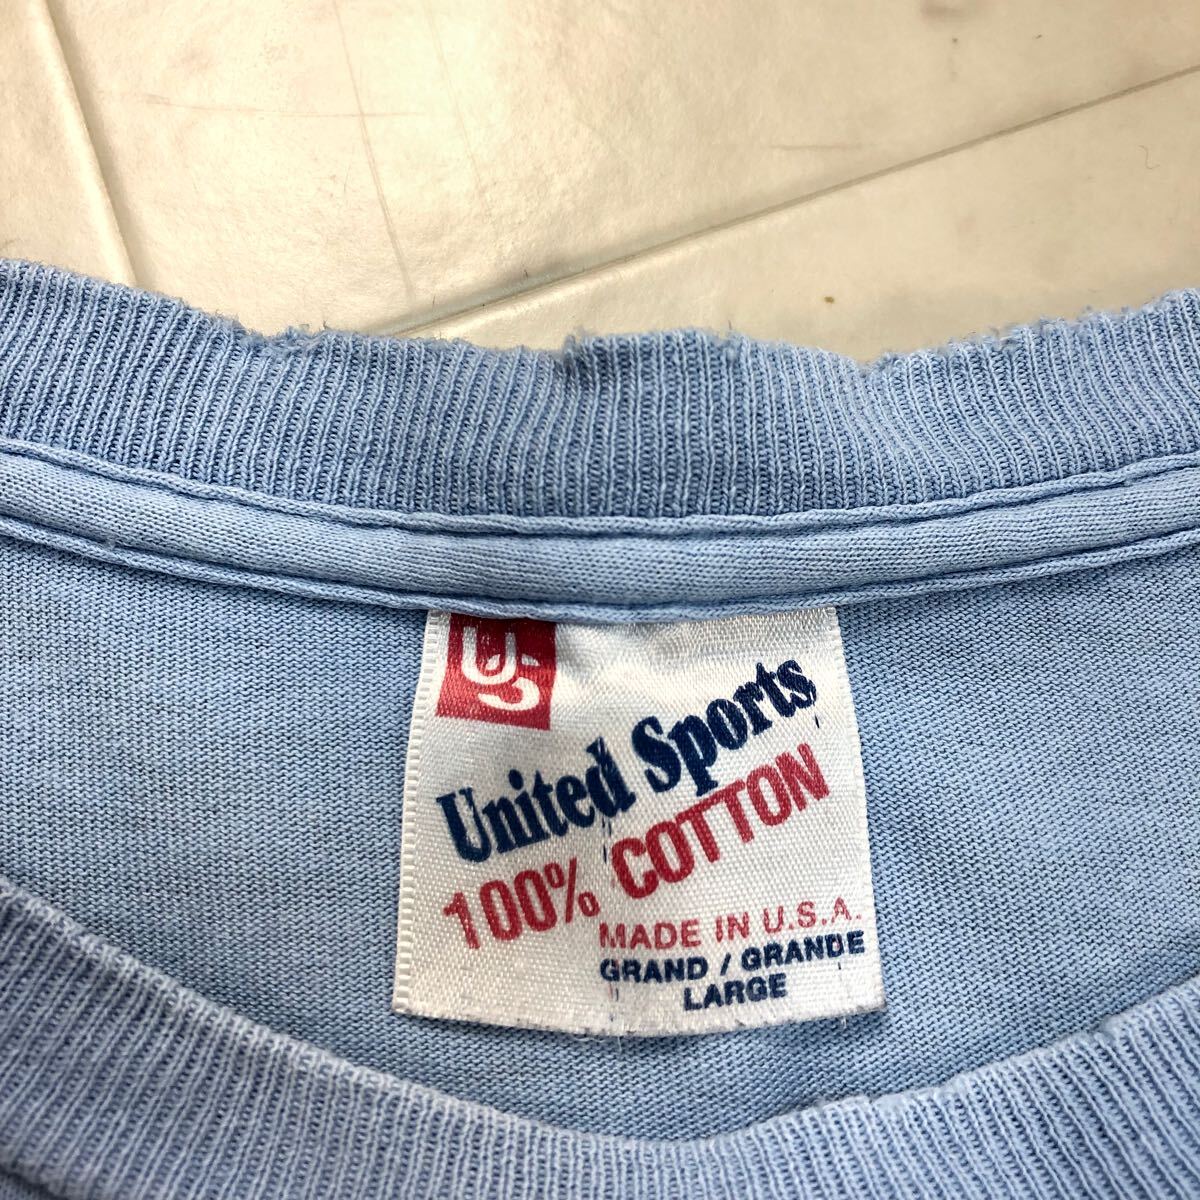 US
United Sports
100% COTTON
MADE IN U.S.A.
GRAND / GRANDE
LARGE